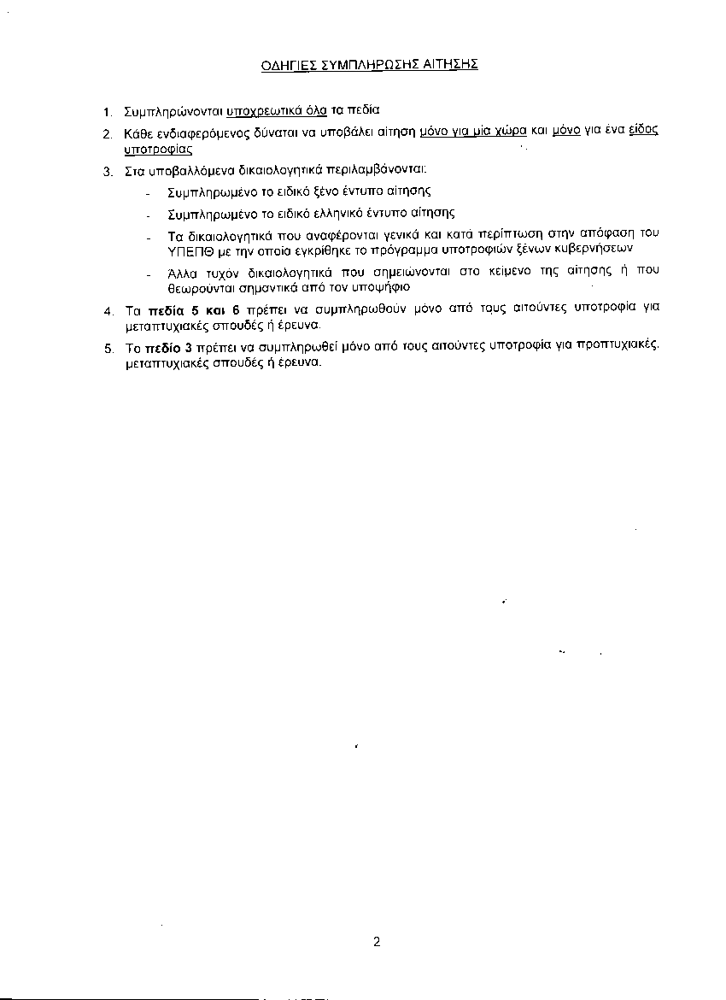 ΟΔΗΓΙΕΣ ΣΥΜΠΛΗΡΩΣΗΣ ΑΙΤΗΣΗΣ
1. Συμπληρώνονται υποχρεωτικά όλα τα πεδία
2. Κάθε ενδιαφερόμενος δύναται να υποβάλει αίτηση μόνο για μία χώρα και μόνο για ένα είδος
υποτροφίας
3. Στα υποβαλλόμενα δικαιολογητικά περιλαμβάνονται:
- Συμπληρωμένο το ειδικό ξένο έντυπο αίτησης
- Συμπληρωμένο το ειδικό ελληνικό έντυπο αίτησης
- Τα δικαιολογητικά που αναφέρονται γενικά και κατά περίπτωση στην απόφαση του
ΥΠΕΠΘ με την οποία εγκρίθηκε το πρόγραμμα υποτροφιών ξένων κυβερνήσεων
- Άλλα τυχόν δικαιολογητικά που σημειώνονται στο κείμενο της αίτησης ή που
θεωρούνται σημαντικά από τον υποψήφιο
4. Τα πεδία 5 και 6 πρέπει να συμπληρωθούν μόνο από τους αιτούντες υποτροφία για
μεταπτυχιακές σπουδές ή έρευνα.
5. Το πεδίο 3 πρέπει να συμπληρωθεί μόνο από τους αιτούντες υποτροφία για προπτυχιακές,
μεταπτυχιακές σπουδές ή έρευνα.
2